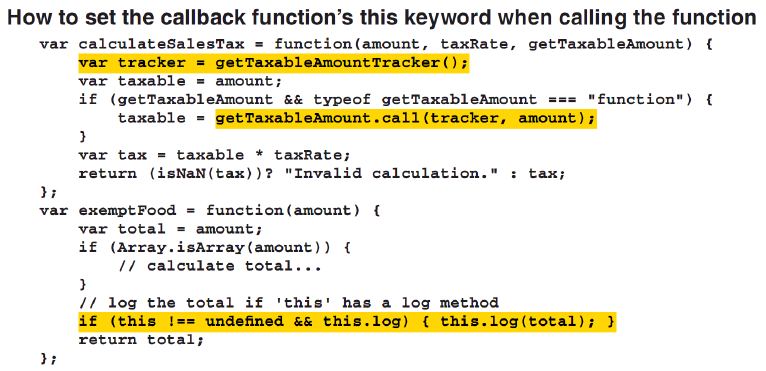 How to set the callback function’s this keyword when calling the function
var calculateSalesTax = function(amount, taxRate, getTaxableAmount) {
var tracker = getTaxableAmountTracker();
var taxable = amount;
if (getTaxableAmount && typeof getTaxableAmount === "function") {
taxable = getTaxableAmount.call(tracker, amount);
}
var tax = taxable * taxRate;
return (isNaN(tax))? "Invalid calculation." : tax;
};
var exemptFood = function(amount) {
var total = amount;
if (Array.isArray(amount)) {
// calculate total...
}
// log the total if 'this' has a log method
if (this !== undefined && this.log) { this.log(total); }
return total;
};